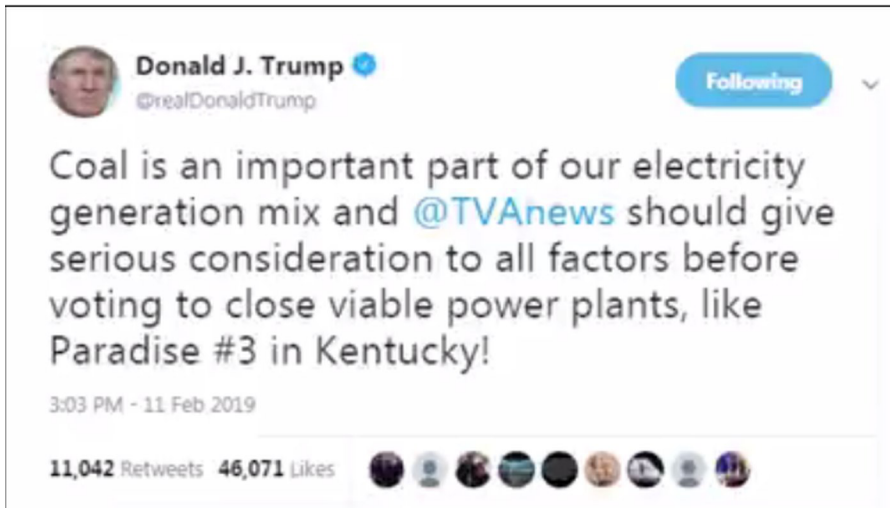 Donald J. Trump
@realDonaldTrump
Following
Coal is an important part of our electricity
generation mix and @TVAnews should give
serious consideration to all factors before
voting to close viable power plants, like
Paradise #3 in Kentucky!
3:03 PM - 11 Feb 2019
11,042 Retweets 46,071 Likes